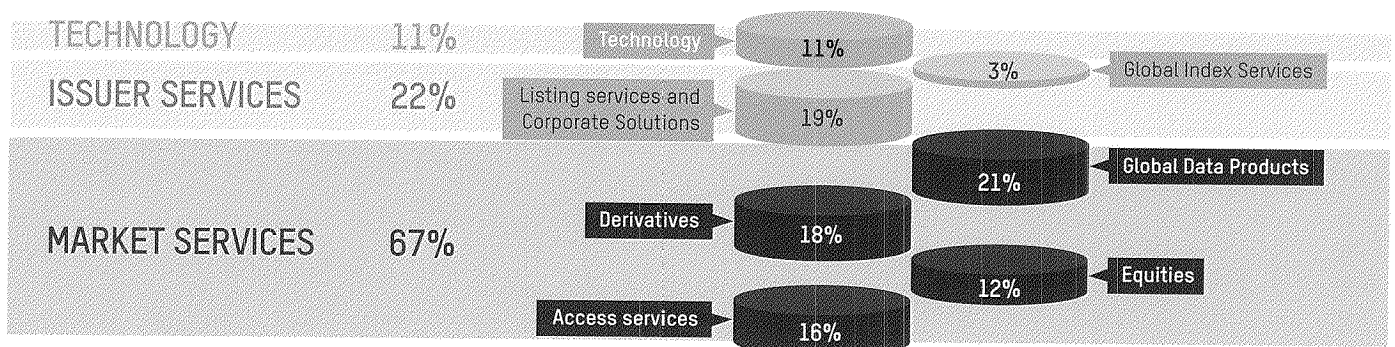 TECHNOLOGY 11%
Technology 11%
3% Global Index Services
ISSUER SERVICES 22%
Listing services and
Corporate Solutions
19%
Global Data Products
21%
Derivatives
18%
MARKET SERVICES 67%
Equities
12%
Access services
16%